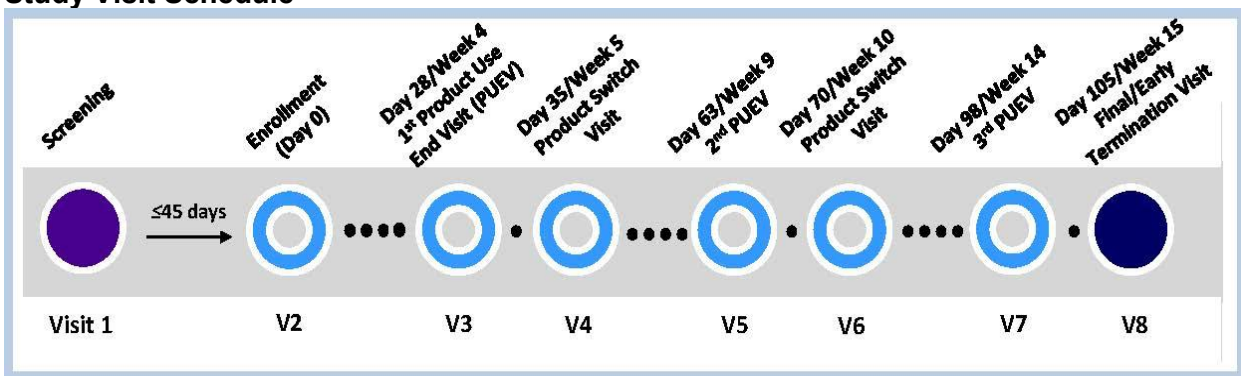 Study Visit Schedule
Screening
Enrollment
(Day 0)
Day 28/Week 4
1st Product Use
End Visit (PUEV)
Day 35/Week 5
Product Switch
Visit
Day 63/Week 9
2nd PUEV
Day 70/Week 10
Product Switch
Visit
Day 98/Week 14
3rd PUEV
Day 105/Week 15
Final/Early
Termination Visit
≤45 days
Visit 1
V2
V3
V4
V5
V6
V7
V8